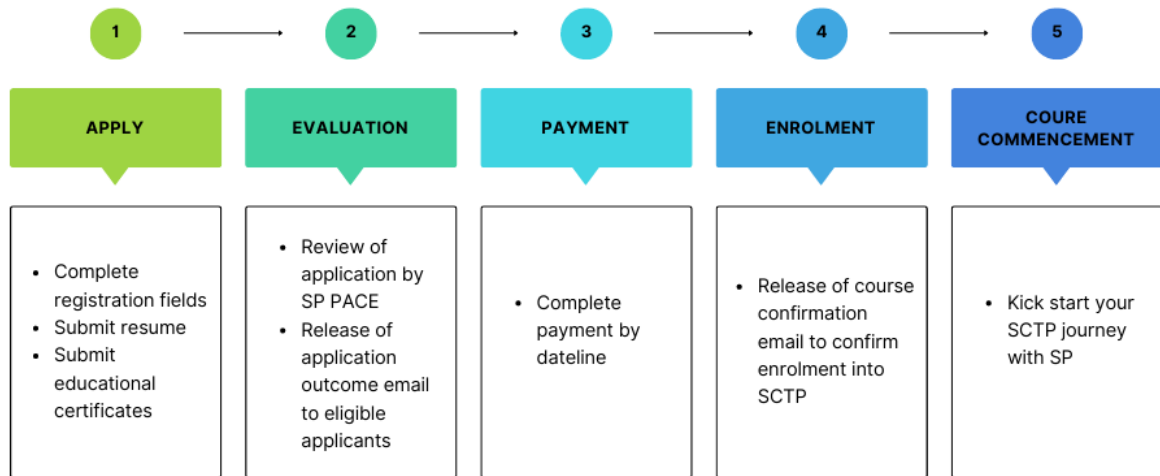 1
2
3
4
5
APPLY
EVALUATION
PAYMENT
ENROLMENT
COURE
COMMENCEMENT
• Complete
registration fields
• Submit resume
• Submit
educational
certificates
• Review of
application by
SP PACE
• Release of
application
outcome email
to eligible
applicants
• Complete
payment by
dateline
• Release of course
confirmation
email to confirm
enrolment into
SCTP
• Kick start your
SCTP journey
with SP